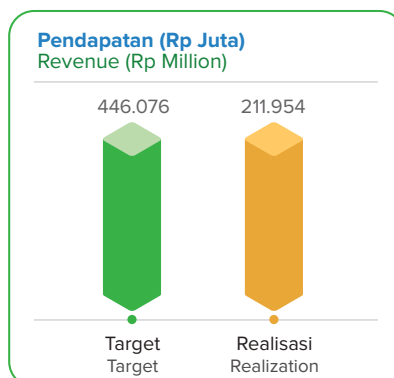 Pendapatan (Rp Juta)
Revenue (Rp Million)
446.076 211.954
Target Realisasi
Target Realization